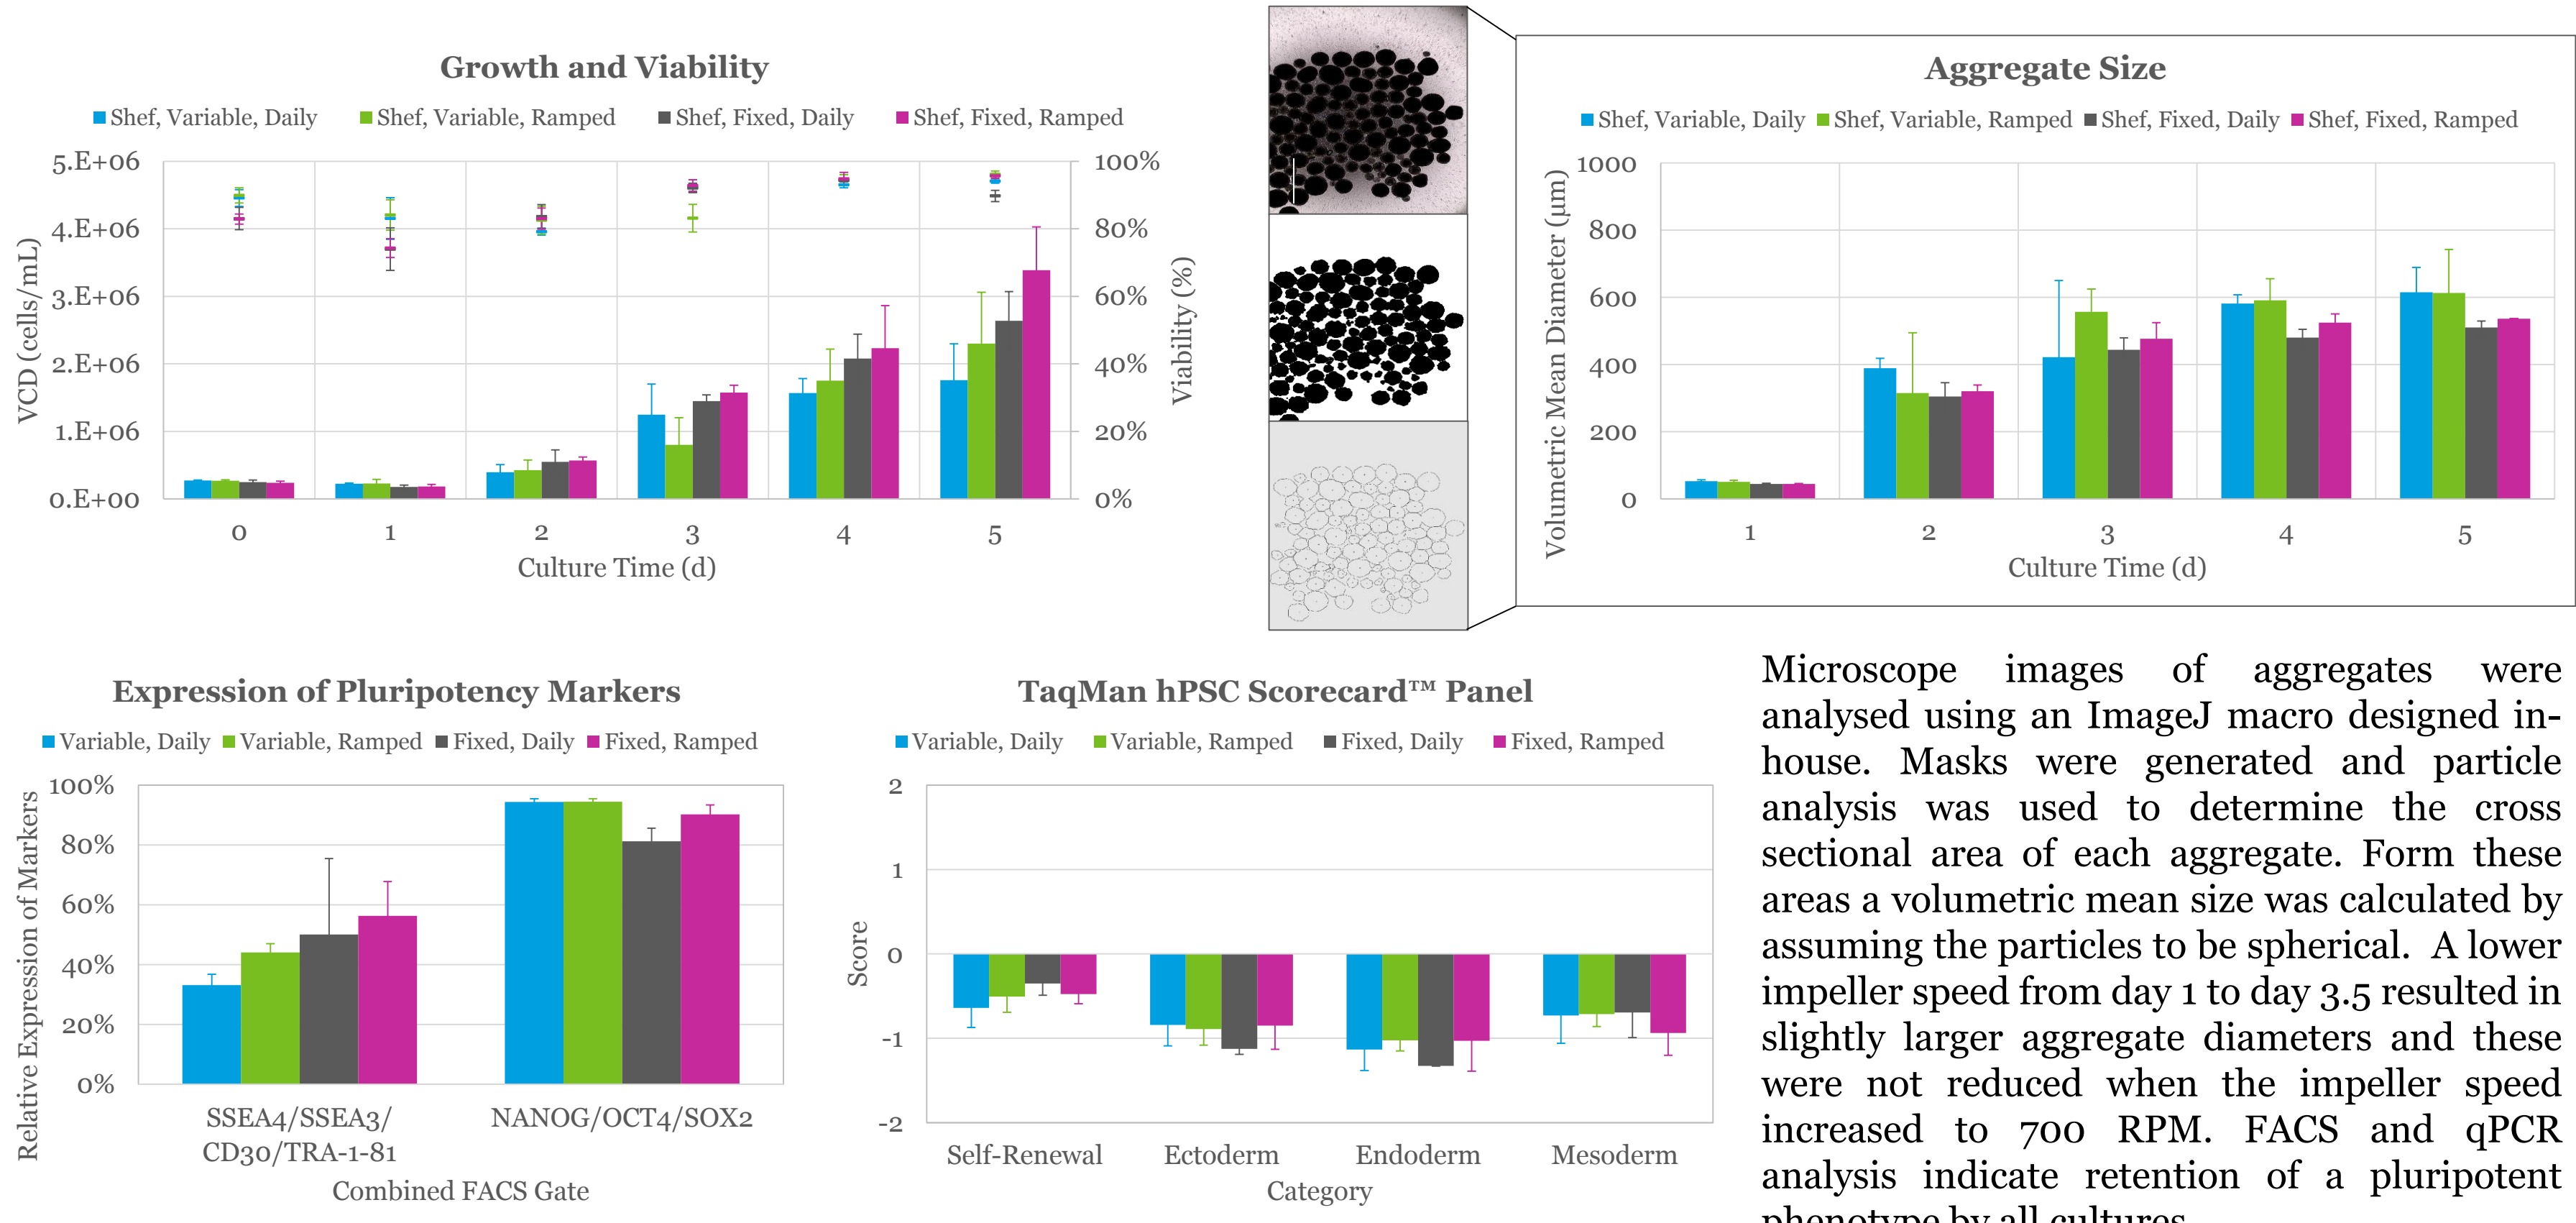 Growth and Viability
Shef, Variable, Daily
Shef, Variable, Ramped
Shef, Fixed, Daily
Shef, Fixed, Ramped
5.E+06
4.E+06
3.E+06
2.E+06
1.E+06
0.E+00
VCD (cells/mL)
100%
80%
60%
40%
20%
0%
Viability (%)
0
1
2
3
4
5
Culture Time (d)
Aggregate Size
Shef, Variable, Daily
Shef, Variable, Ramped
Shef, Fixed, Daily
Shef, Fixed, Ramped
1000
800
600
400
200
0
Volumetric Mean Diameter (µm)
1
2
3
4
5
Culture Time (d)
Expression of Pluripotency Markers
Variable, Daily
Variable, Ramped
Fixed, Daily
Fixed, Ramped
100%
80%
60%
40%
20%
0%
Relative Expression of Markers
SSEA4/SSEA3/
CD30/TRA-1-81
NANOG/OCT4/SOX2
Combined FACS Gate
TaqMan hPSC Scorecard™ Panel
Variable, Daily
Variable, Ramped
Fixed, Daily
Fixed, Ramped
2
1
0
-1
-2
Score
Self-Renewal
Ectoderm
Endoderm
Mesoderm
Category
Microscope images of aggregates were
analysed using an ImageJ macro designed in-
house. Masks were generated and particle
analysis was used to determine the cross
sectional area of each aggregate. Form these
areas a volumetric mean size was calculated by
assuming the particles to be spherical. A lower
impeller speed from day 1 to day 3.5 resulted in
slightly larger aggregate diameters and these
were not reduced when the impeller speed
increased to 700 RPM. FACS and qPCR
analysis indicate retention of a pluripotent
phenotype by all cultures